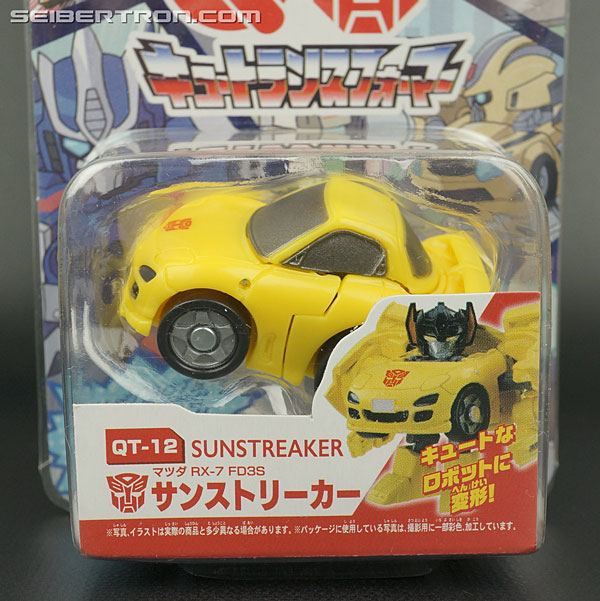 SEIBERTRON.COM
キュートランスフォーマー
QT-12 SUNSTREAKER
マツダ RX-7 FD3S
サンストリーカー
キュートな
ロボットに
へんけい
変形!
※写真、イラストは実際の商品と多少異なる場合があります。※パッケージに使用している写真は、撮影用に一部彩色、加工しています。